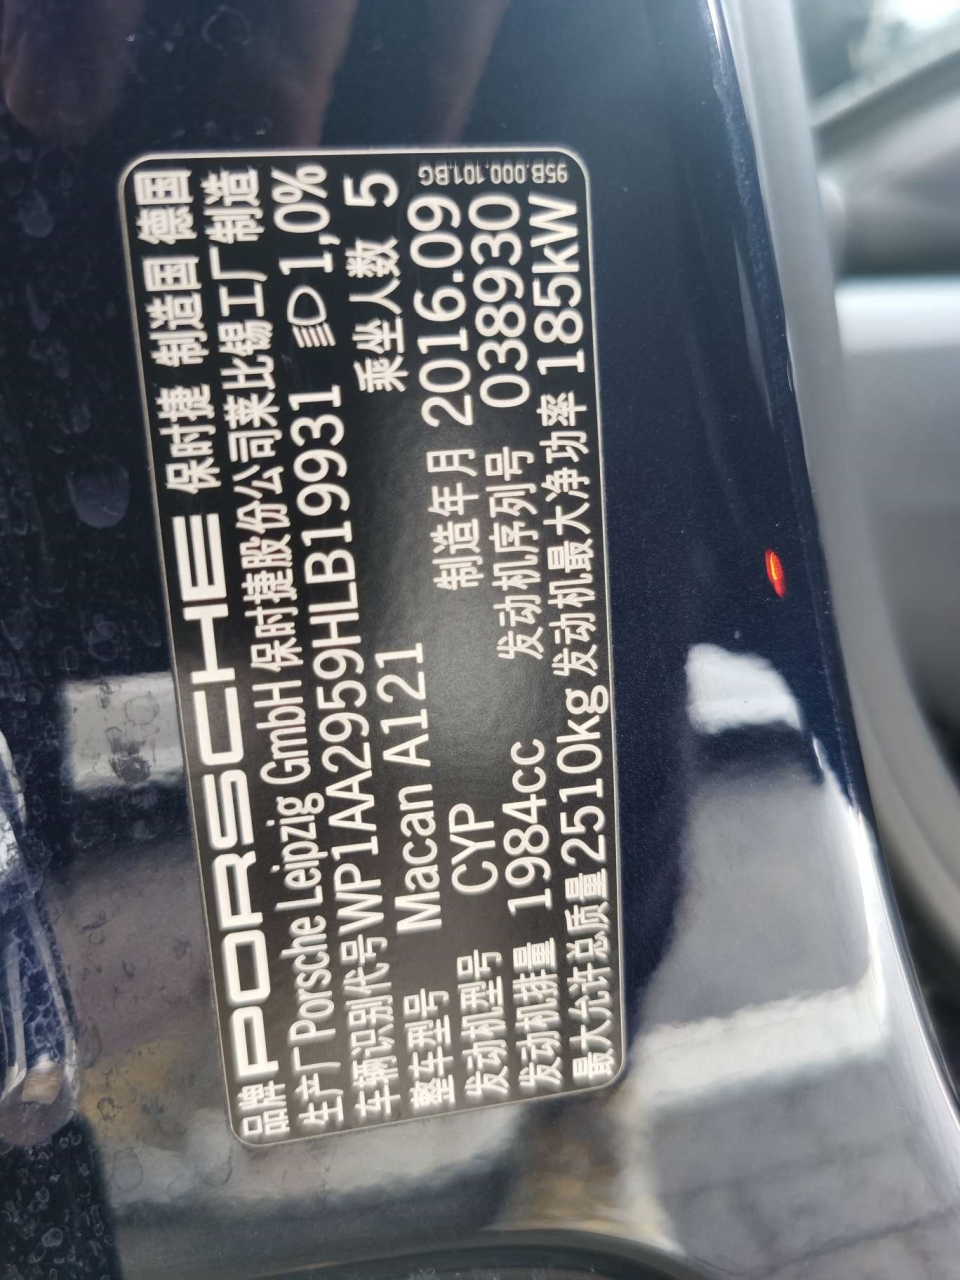 品牌 PORSCHE 保时捷 制造国 德国
生产厂 Porsche Leipzig GmbH 保时捷股份公司莱比锡工厂制造
车辆识别代号 WP1AA2959HLB19931 1,0%
整车型号 Macan A121 乘坐人数 5
发动机型号 CYP 制造年月 2016.09
发动机排量 1984cc 发动机序列号 038930
最大允许总质量 2510kg 发动机最大净功率 185kW
95B.000.101.BG